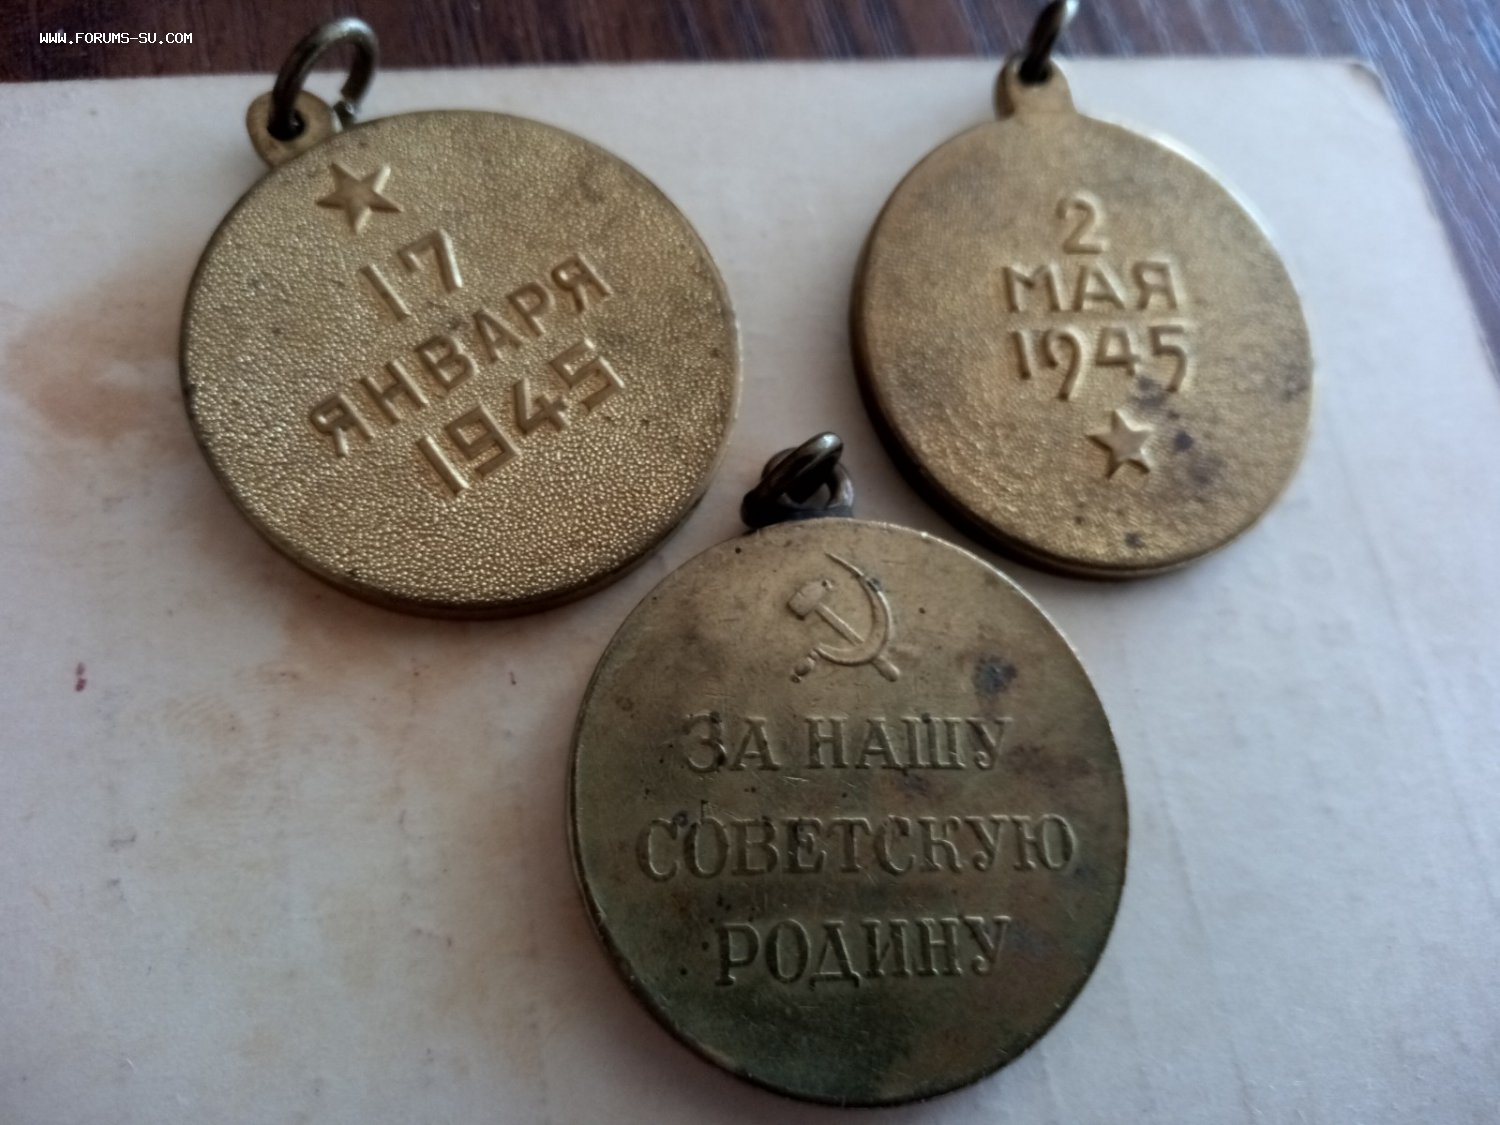 WWW.FORUMS-SU.COM
17
ЯНВАРЯ
1945
2
МАЯ
1945
ЗА НАШУ
СОВЕТСКУЮ
РОДИНУ